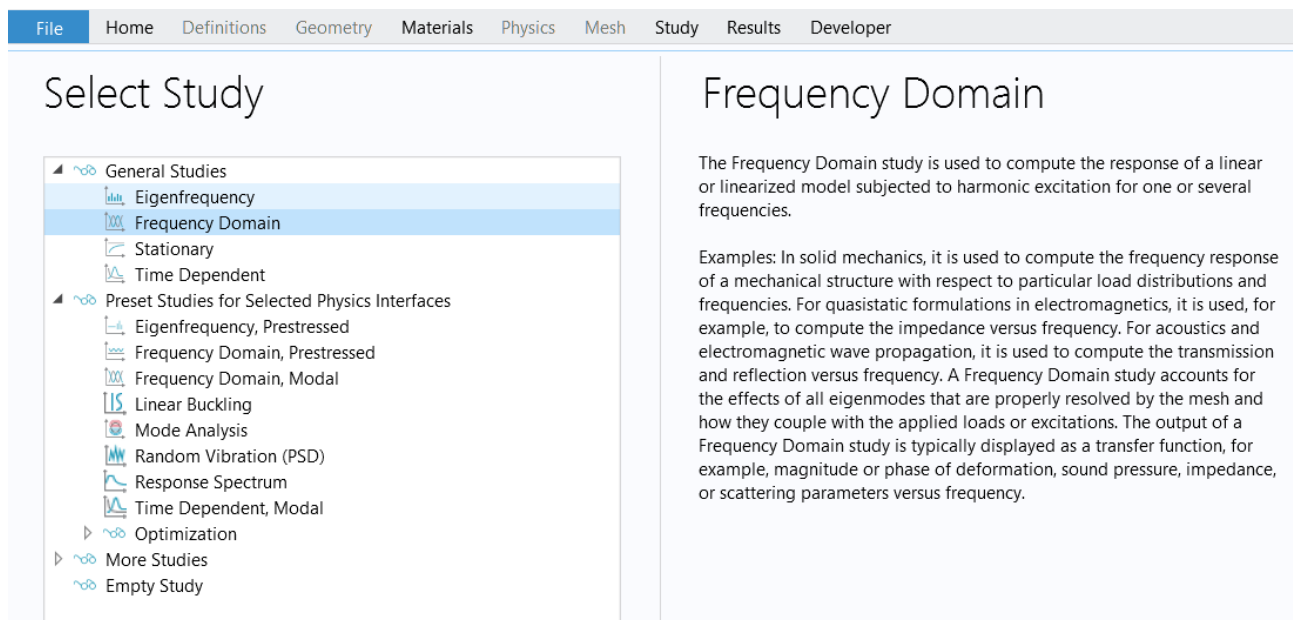 File Home Definitions Geometry Materials Physics Mesh Study Results Developer
Select Study
General Studies
Eigenfrequency
Frequency Domain
Stationary
Time Dependent
Preset Studies for Selected Physics Interfaces
Eigenfrequency, Prestressed
Frequency Domain, Prestressed
Frequency Domain, Modal
Linear Buckling
Mode Analysis
Random Vibration (PSD)
Response Spectrum
Time Dependent, Modal
Optimization
More Studies
Empty Study
Frequency Domain
The Frequency Domain study is used to compute the response of a linear
or linearized model subjected to harmonic excitation for one or several
frequencies.
Examples: In solid mechanics, it is used to compute the frequency response
of a mechanical structure with respect to particular load distributions and
frequencies. For quasistatic formulations in electromagnetics, it is used, for
example, to compute the impedance versus frequency. For acoustics and
electromagnetic wave propagation, it is used to compute the transmission
and reflection versus frequency. A Frequency Domain study accounts for
the effects of all eigenmodes that are properly resolved by the mesh and
how they couple with the applied loads or excitations. The output of a
Frequency Domain study is typically displayed as a transfer function, for
example, magnitude or phase of deformation, sound pressure, impedance,
or scattering parameters versus frequency.